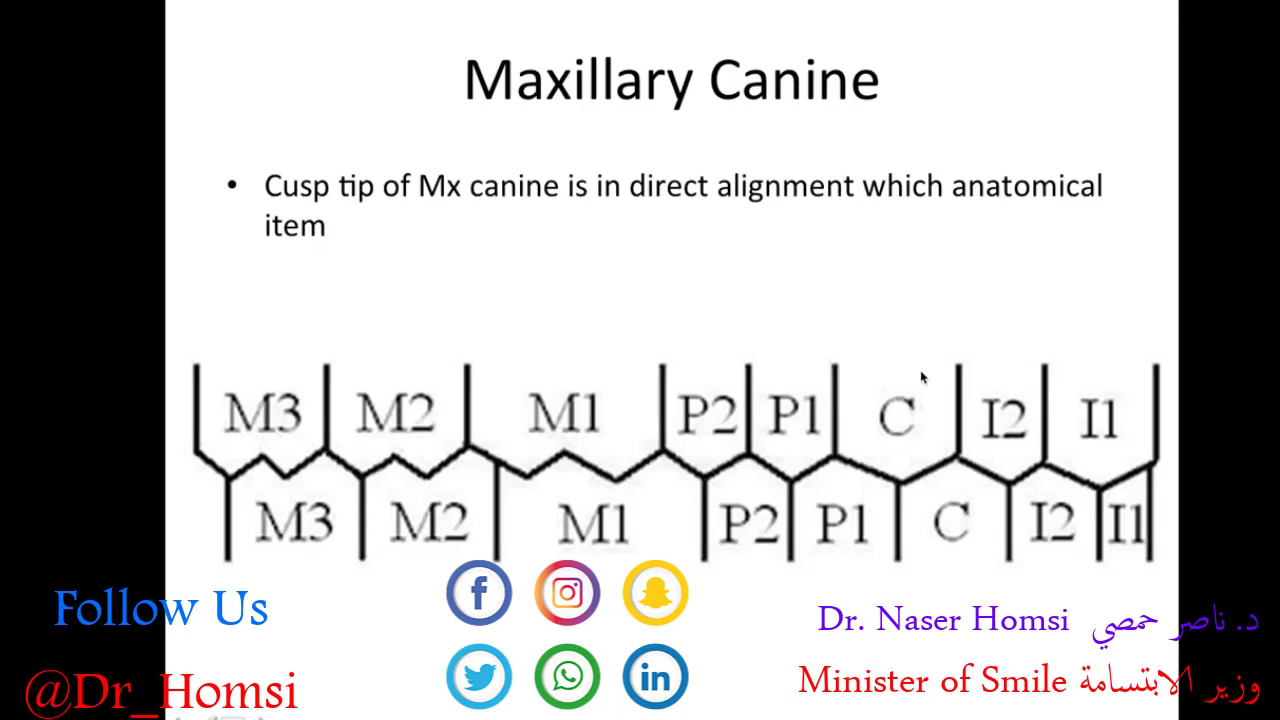 Maxillary Canine
• Cusp tip of Mx canine is in direct alignment which anatomical
item
M3 M2 M1 P2 P1 C I2 I1
M3 M2 M1 P2 P1 C I2 I1
Follow Us
@Dr_Homsi
Dr. Naser Homsi د. ناصر حمصي
Minister of Smile وزير الابتسامة